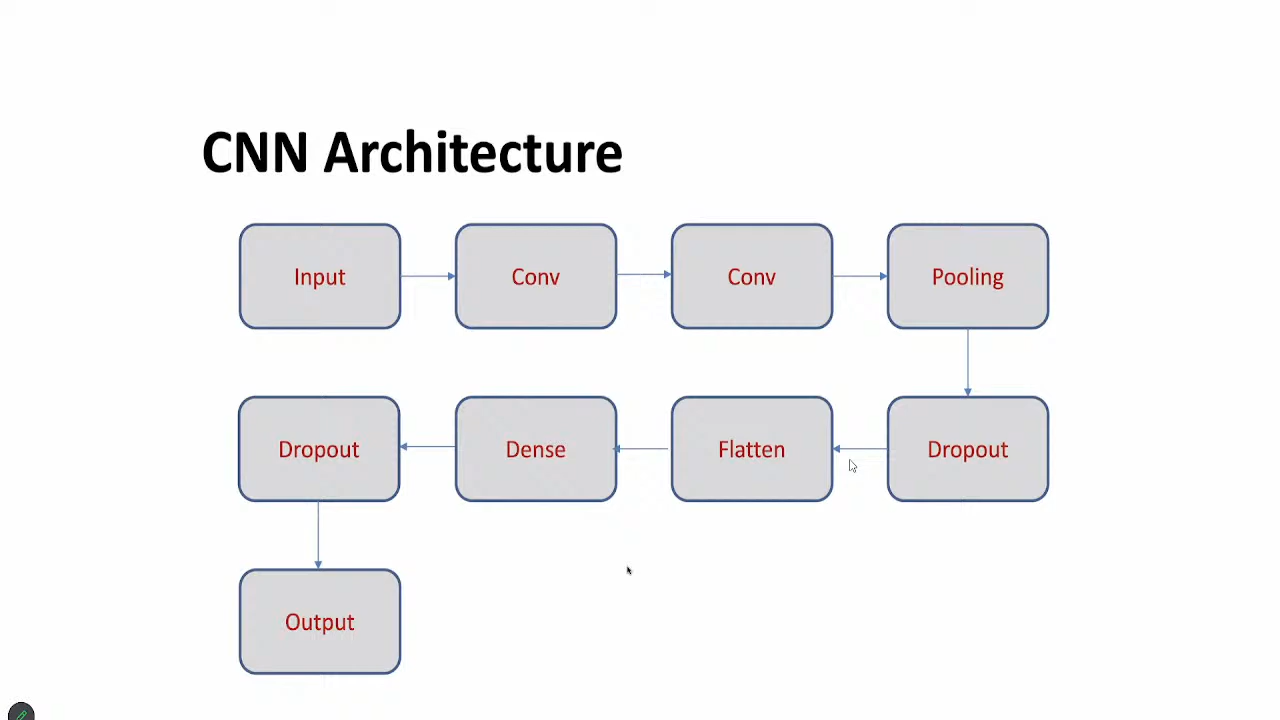 CNN Architecture
Input
Conv
Conv
Pooling
Dropout
Flatten
Dense
Dropout
Output